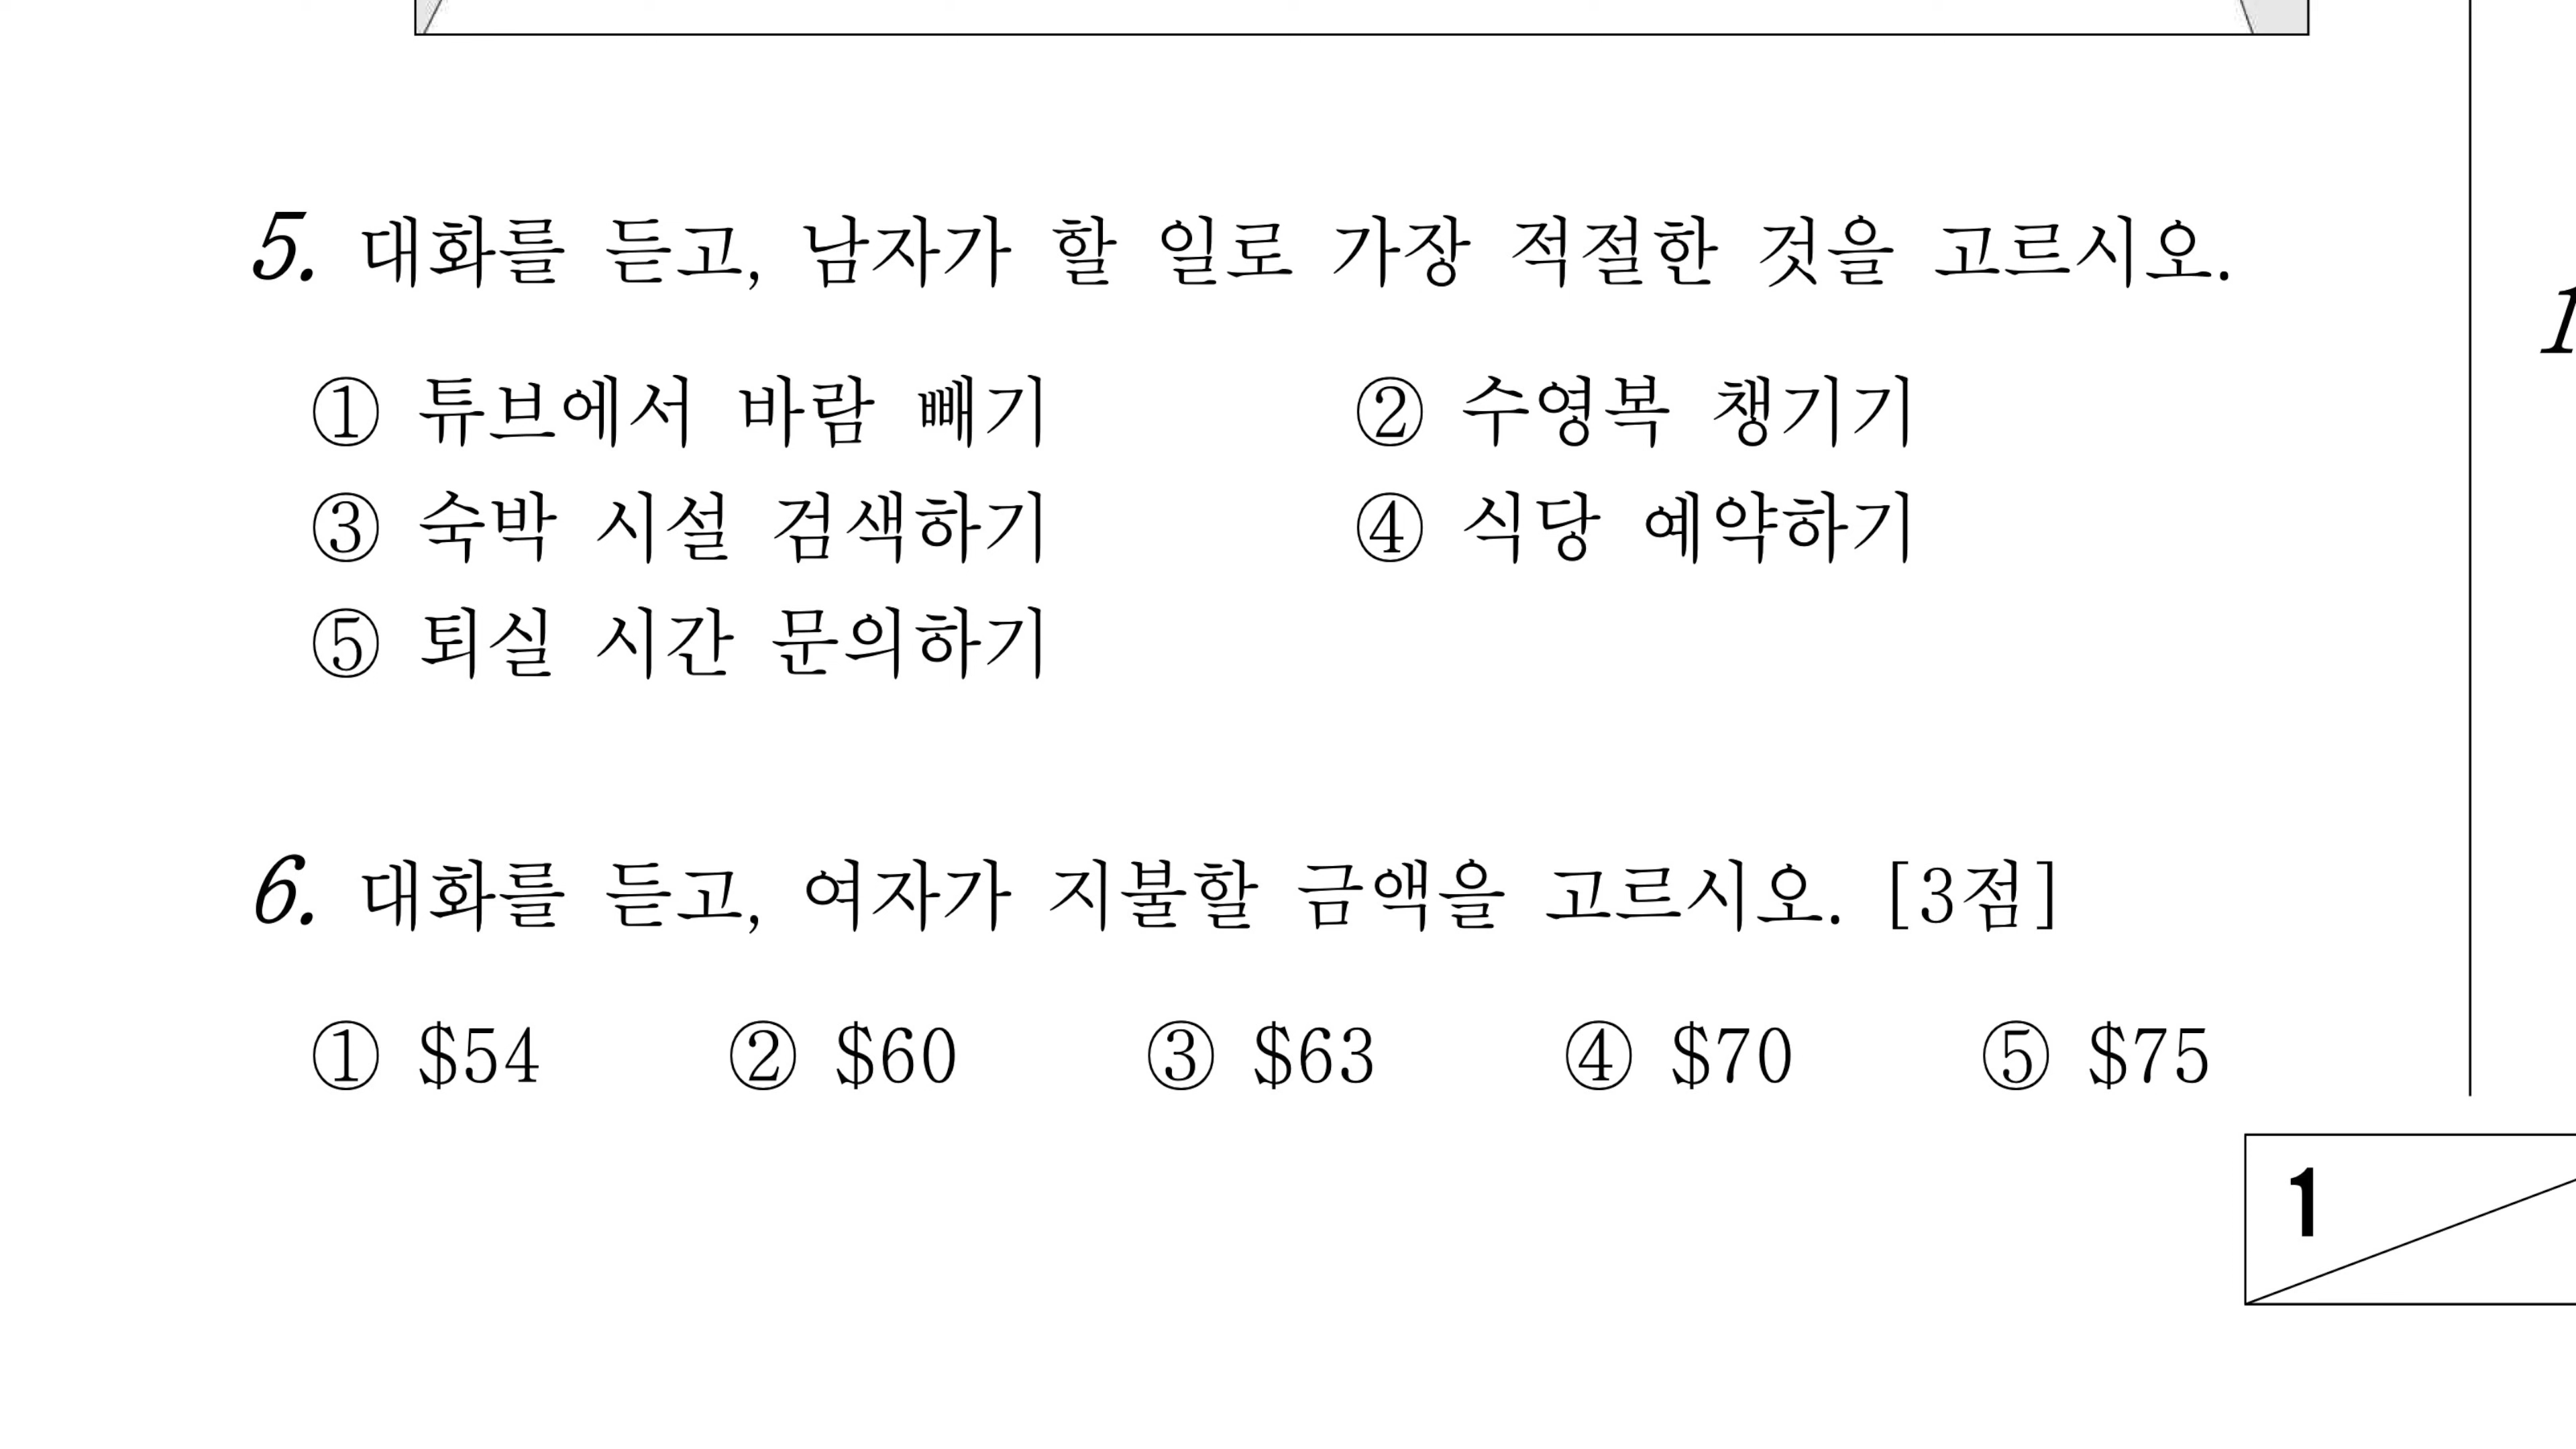 5. 대화를 듣고, 남자가 할 일로 가장 적절한 것을 고르시오.
① 튜브에서 바람 빼기 ② 수영복 챙기기
③ 숙박 시설 검색하기 ④ 식당 예약하기
⑤ 퇴실 시간 문의하기
6. 대화를 듣고, 여자가 지불할 금액을 고르시오. [3점]
① $54 ② $60 ③ $63 ④ $70 ⑤ $75
1